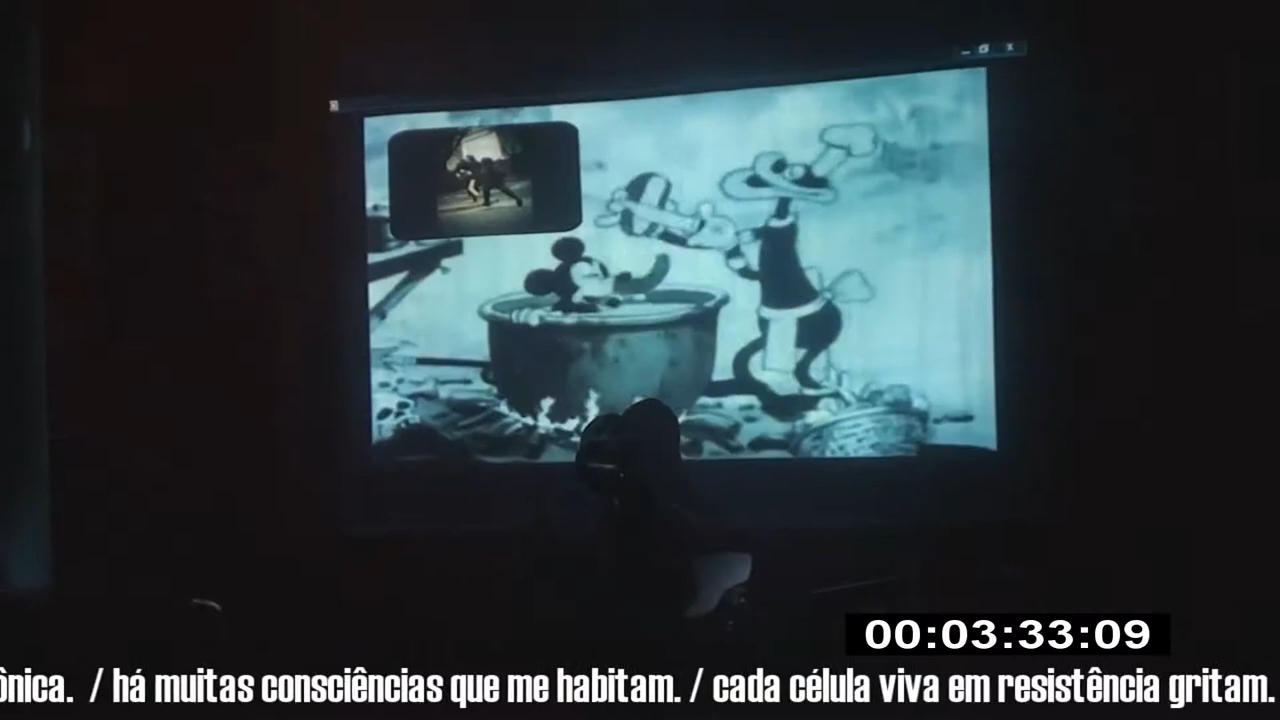 00:03:33:09
ônica. / há muitas consciências que me habitam. / cada célula viva em resistência gritam.